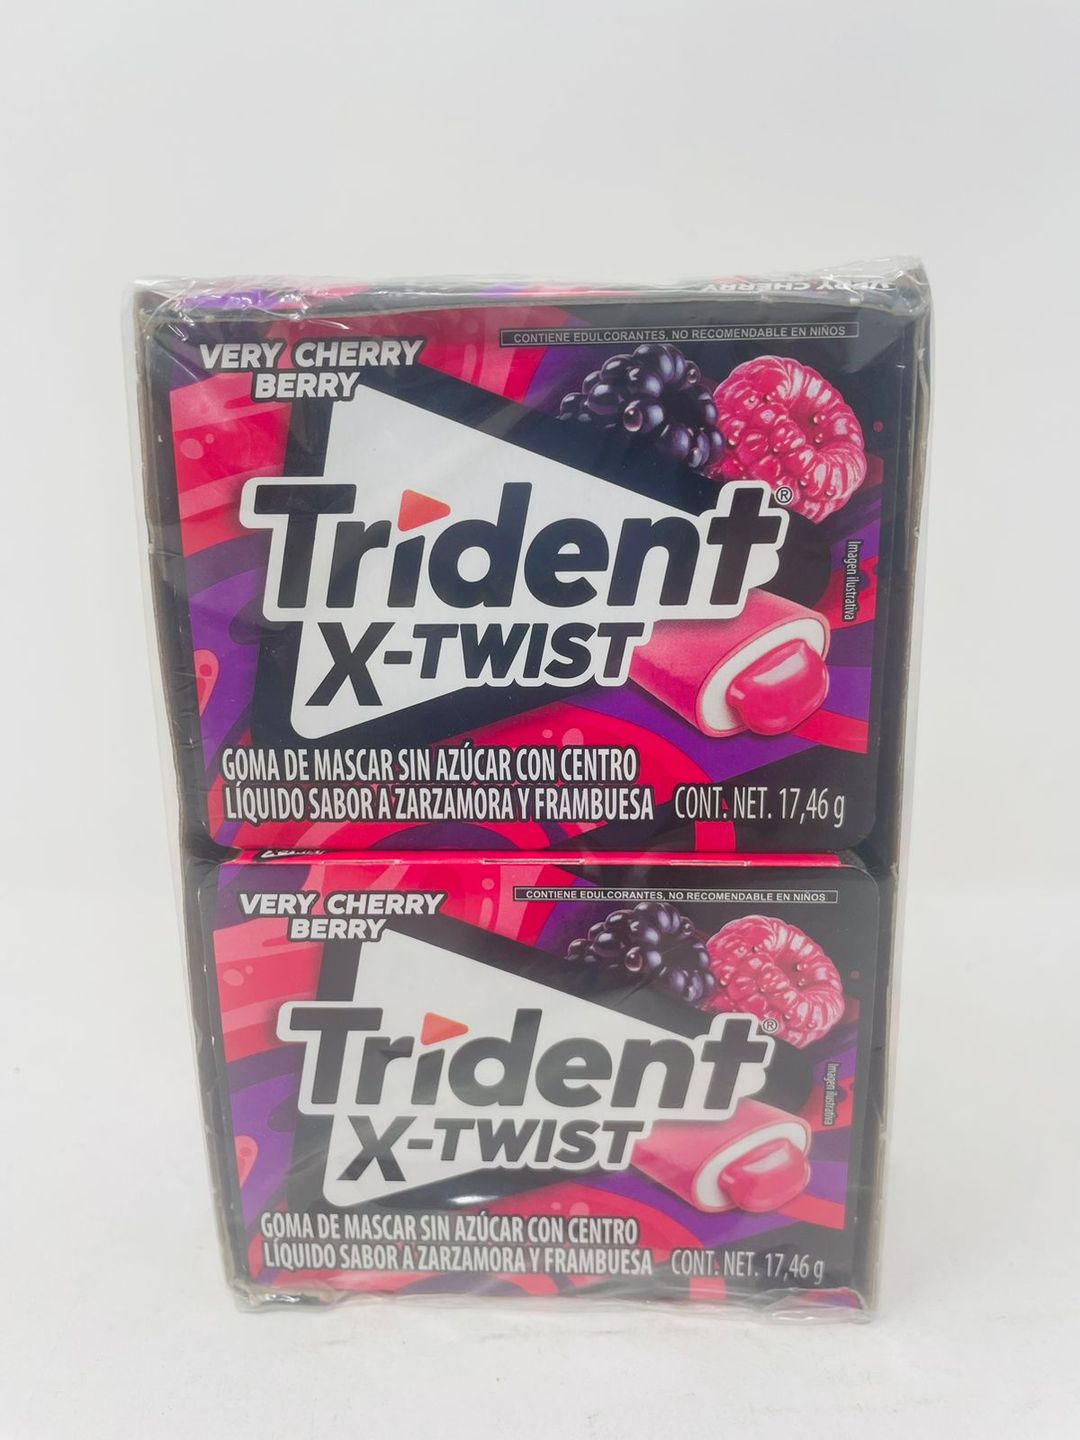 VERY CHERRY
VERY CHERRY
BERRY
CONTIENE EDULCORANTES, NO RECOMENDABLE EN NIÑOS
Trident®
X-TWIST
Imagen ilustrativa
GOMA DE MASCAR SIN AZÚCAR CON CENTRO
LÍQUIDO SABOR A ZARZAMORA Y FRAMBUESA CONT. NET. 17,46 g
VERY CHERRY
BERRY
CONTIENE EDULCORANTES, NO RECOMENDABLE EN NIÑOS
Trident®
X-TWIST
Imagen ilustrativa
GOMA DE MASCAR SIN AZÚCAR CON CENTRO
LÍQUIDO SABOR A ZARZAMORA Y FRAMBUESA CONT. NET. 17,46 g